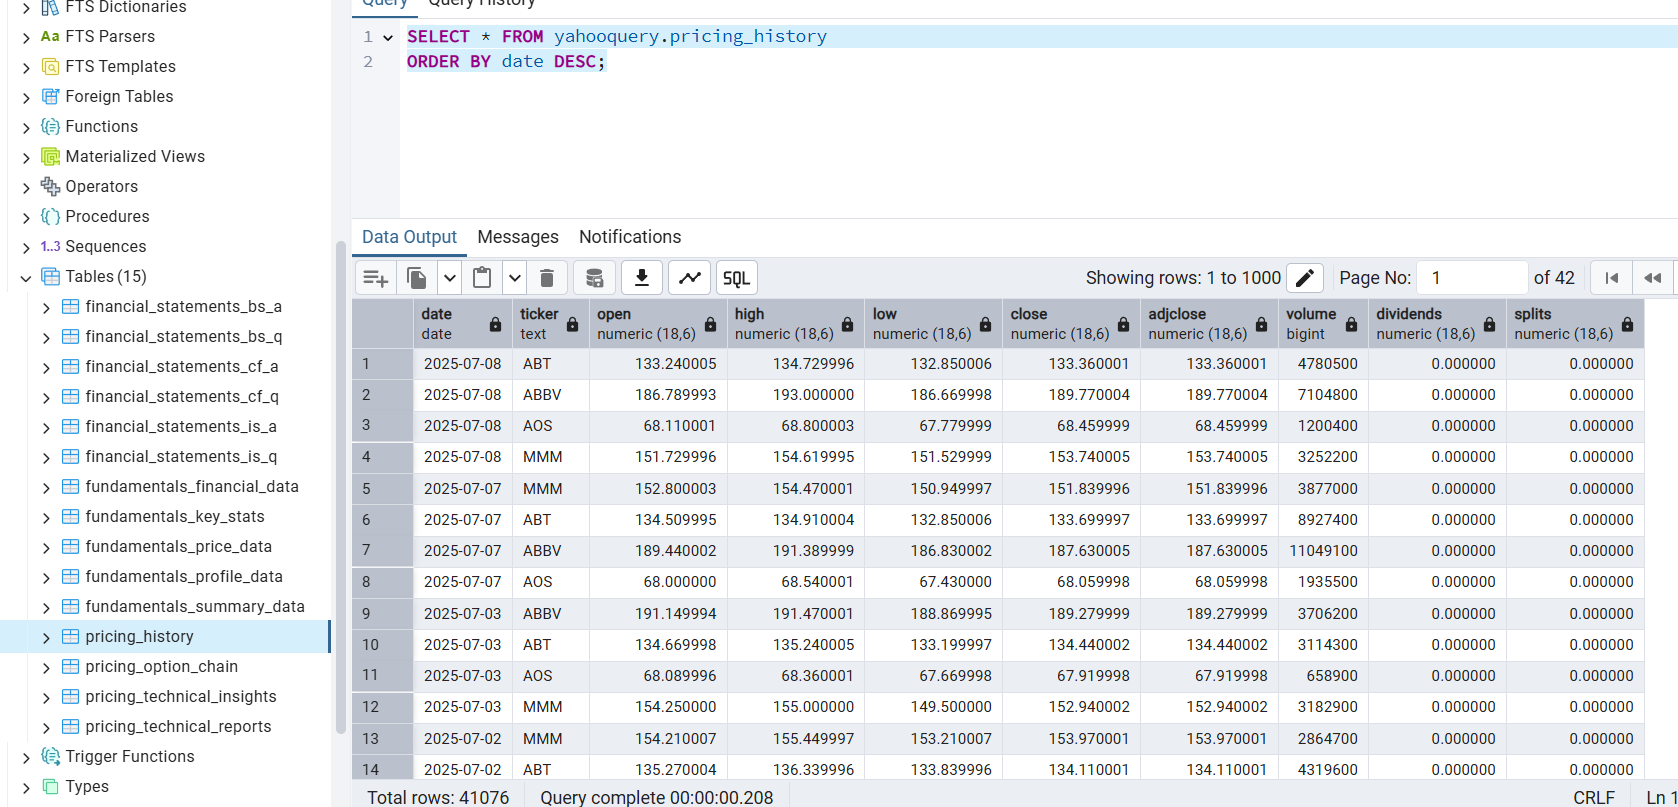 FTS Dictionaries
Aa FTS Parsers
FTS Templates
Foreign Tables
Functions
Materialized Views
Operators
Procedures
1..3 Sequences
Tables (15)
financial_statements_bs_a
financial_statements_bs_q
financial_statements_cf_a
financial_statements_cf_q
financial_statements_is_a
financial_statements_is_q
fundamentals_financial_data
fundamentals_key_stats
fundamentals_price_data
fundamentals_profile_data
fundamentals_summary_data
pricing_history
pricing_option_chain
pricing_technical_insights
pricing_technical_reports
Trigger Functions
Types
Query Query History
1 SELECT * FROM yahooquery.pricing_history
2 ORDER BY date DESC;
Data Output Messages Notifications
SQL Showing rows: 1 to 1000 Page No: 1 of 42
date ticker open high low close adjclose volume dividends splits
date text numeric (18,6) numeric (18,6) numeric (18,6) numeric (18,6) numeric (18,6) bigint numeric (18,6) numeric (18,6)
1 2025-07-08 ABT 133.240005 134.729996 132.850006 133.360001 133.360001 4780500 0.000000 0.000000
2 2025-07-08 ABBV 186.789993 193.000000 186.669998 189.770004 189.770004 7104800 0.000000 0.000000
3 2025-07-08 AOS 68.110001 68.800003 67.779999 68.459999 68.459999 1200400 0.000000 0.000000
4 2025-07-08 MMM 151.729996 154.619995 151.529999 153.740005 153.740005 3252200 0.000000 0.000000
5 2025-07-07 MMM 152.800003 154.470001 150.949997 151.839996 151.839996 3877000 0.000000 0.000000
6 2025-07-07 ABT 134.509995 134.910004 132.850006 133.699997 133.699997 8927400 0.000000 0.000000
7 2025-07-07 ABBV 189.440002 191.389999 186.830002 187.630005 187.630005 11049100 0.000000 0.000000
8 2025-07-07 AOS 68.000000 68.540001 67.430000 68.059998 68.059998 1935500 0.000000 0.000000
9 2025-07-03 ABBV 191.149994 191.470001 188.869995 189.279999 189.279999 3706200 0.000000 0.000000
10 2025-07-03 ABT 134.669998 135.240005 133.199997 134.440002 134.440002 3114300 0.000000 0.000000
11 2025-07-03 AOS 68.089996 68.360001 67.669998 67.919998 67.919998 658900 0.000000 0.000000
12 2025-07-03 MMM 154.250000 155.000000 149.500000 152.940002 152.940002 3182900 0.000000 0.000000
13 2025-07-02 MMM 154.210007 155.449997 153.210007 153.970001 153.970001 2864700 0.000000 0.000000
14 2025-07-02 ABT 135.270004 136.339996 133.839996 134.110001 134.110001 4319600 0.000000 0.000000
Total rows: 41076 Query complete 00:00:00.208 CRLF Ln 1